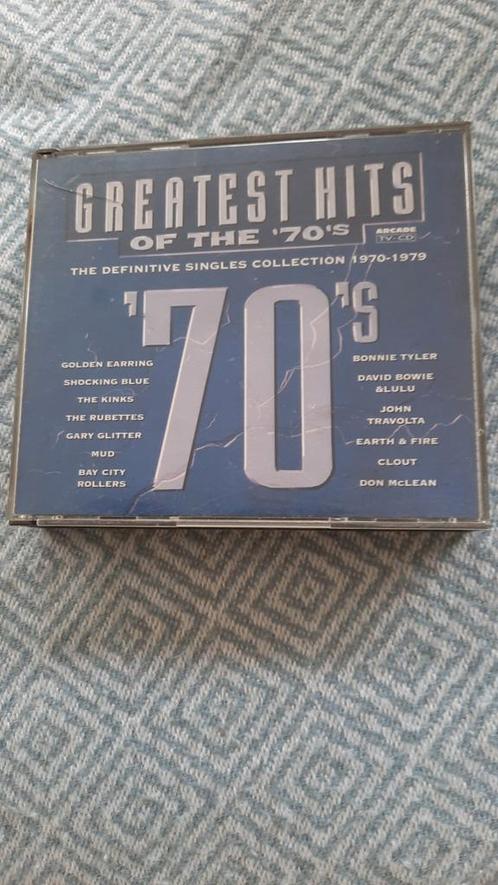 GREATEST HITS
OF THE '70'S
ARCADE
TV-CD
THE DEFINITIVE SINGLES COLLECTION 1970-1979
'70's
GOLDEN EARRING
SHOCKING BLUE
THE KINKS
THE RUBETTES
GARY GLITTER
MUD
BAY CITY
ROLLERS
BONNIE TYLER
DAVID BOWIE
&LULU
JOHN
TRAVOLTA
EARTH & FIRE
CLOUT
DON McLEAN